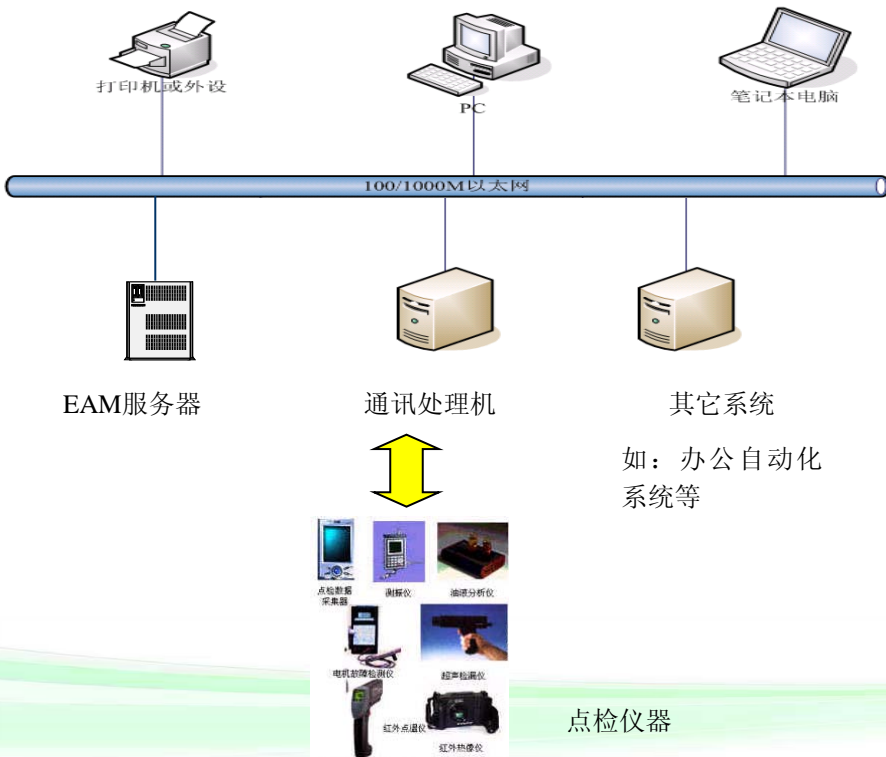 打印机或外设
PC
笔记本电脑
100/1000M以太网
EAM服务器
通讯处理机
其它系统
如：办公自动化
系统等
点检数据
采集器
测振仪
油液分析仪
电机故障检测仪
超声检漏仪
红外点温仪
红外热像仪
点检仪器